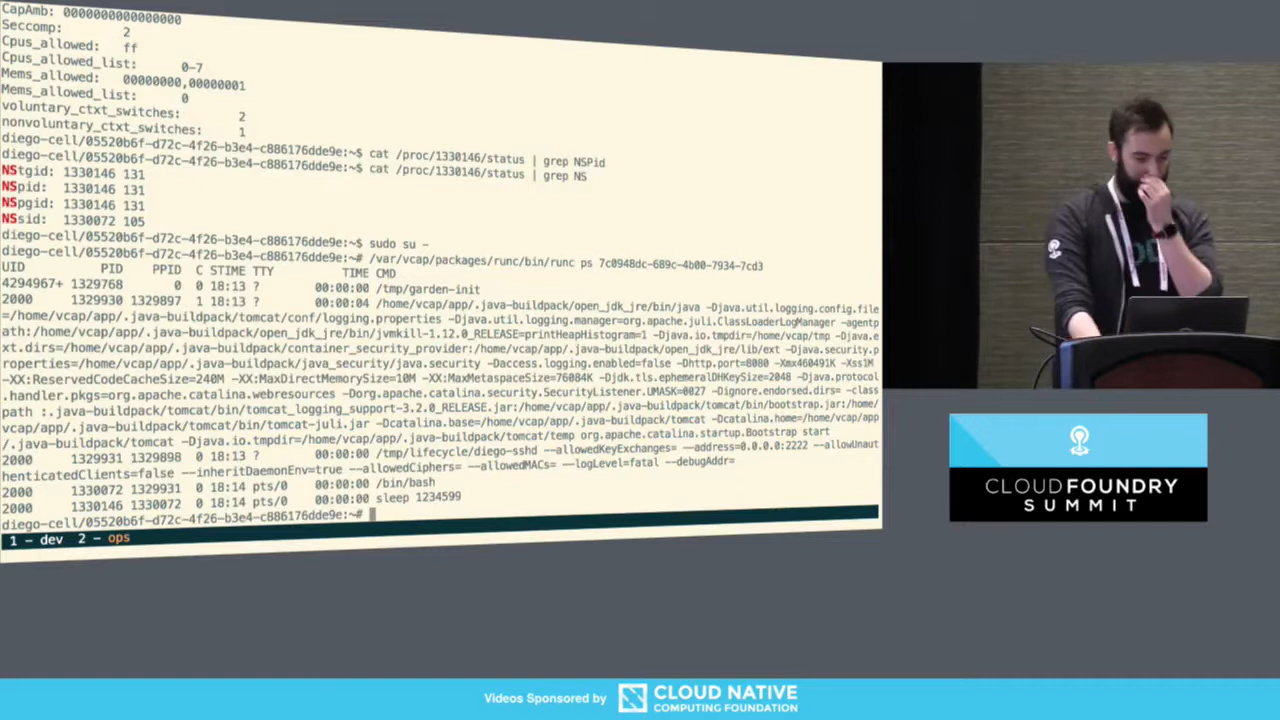 CapAmb: 0000000000000000
Seccomp: 2
Cpus_allowed: ff
Cpus_allowed_list: 0-7
Mems_allowed: 00000000,00000001
Mems_allowed_list: 0
voluntary_ctxt_switches: 2
nonvoluntary_ctxt_switches: 1
diego-cell/05520b6f-d72c-4f26-b3e4-c886176dde9e:~$ cat /proc/1330146/status | grep NSPid
diego-cell/05520b6f-d72c-4f26-b3e4-c886176dde9e:~$ cat /proc/1330146/status | grep NS
NStgid: 1330146 131
NSpid: 1330146 131
NSpgid: 1330146 131
NSsid: 1330072 105
diego-cell/05520b6f-d72c-4f26-b3e4-c886176dde9e:~$ sudo su -
diego-cell/05520b6f-d72c-4f26-b3e4-c886176dde9e:~# /var/vcap/packages/runc/bin/runc ps 7c0948dc-689c-4b00-7934-7cd3
UID PID PPID C STIME TTY TIME CMD
4294967+ 1329768 0 0 18:13 ? 00:00:00 /tmp/garden-init
2000 1329930 1329897 1 18:13 ? 00:00:04 /home/vcap/app/.java-buildpack/open_jdk_jre/bin/java -Djava.util.logging.config.file
=/home/vcap/app/.java-buildpack/tomcat/conf/logging.properties -Djava.util.logging.manager=org.apache.juli.ClassLoaderLogManager -agentp
ath:/home/vcap/app/.java-buildpack/open_jdk_jre/bin/jvmkill-1.12.0_RELEASE=printHeapHistogram=1 -Djava.io.tmpdir=/home/vcap/tmp -Djava.e
xt.dirs=/home/vcap/app/.java-buildpack/container_security_provider:/home/vcap/app/.java-buildpack/open_jdk_jre/lib/ext -Djava.security.p
roperties=/home/vcap/app/.java-buildpack/java_security/java.security -Daccess.logging.enabled=false -Dhttp.port=8080 -Xmx460491K -Xss1M
-XX:ReservedCodeCacheSize=240M -XX:MaxDirectMemorySize=10M -XX:MaxMetaspaceSize=76084K -Djdk.tls.ephemeralDHKeySize=2048 -Djava.protocol
.handler.pkgs=org.apache.catalina.webresources -Dorg.apache.catalina.security.SecurityListener.UMASK=0027 -Dignore.endorsed.dirs= -class
path :.java-buildpack/tomcat/bin/tomcat_logging_support-3.2.0_RELEASE.jar:/home/vcap/app/.java-buildpack/tomcat/bin/bootstrap.jar:/home/
vcap/app/.java-buildpack/tomcat/bin/tomcat-juli.jar -Dcatalina.base=/home/vcap/app/.java-buildpack/tomcat -Dcatalina.home=/home/vcap/app
/.java-buildpack/tomcat -Djava.io.tmpdir=/home/vcap/app/.java-buildpack/tomcat/temp org.apache.catalina.startup.Bootstrap start
2000 1329931 1329898 0 18:13 ? 00:00:00 /tmp/lifecycle/diego-sshd --allowedKeyExchanges= --address=0.0.0.0:2222 --allowUnaut
henticatedClients=false --inheritDaemonEnv=true --allowedCiphers= --allowedMACs= --logLevel=fatal --debugAddr=
2000 1330072 1329931 0 18:14 pts/0 00:00:00 /bin/bash
2000 1330146 1330072 0 18:14 pts/0 00:00:00 sleep 1234599
diego-cell/05520b6f-d72c-4f26-b3e4-c886176dde9e:~#
1 - dev 2 - ops
CLOUDFOUNDRY
SUMMIT
Videos Sponsored by CLOUD NATIVE
COMPUTING FOUNDATION